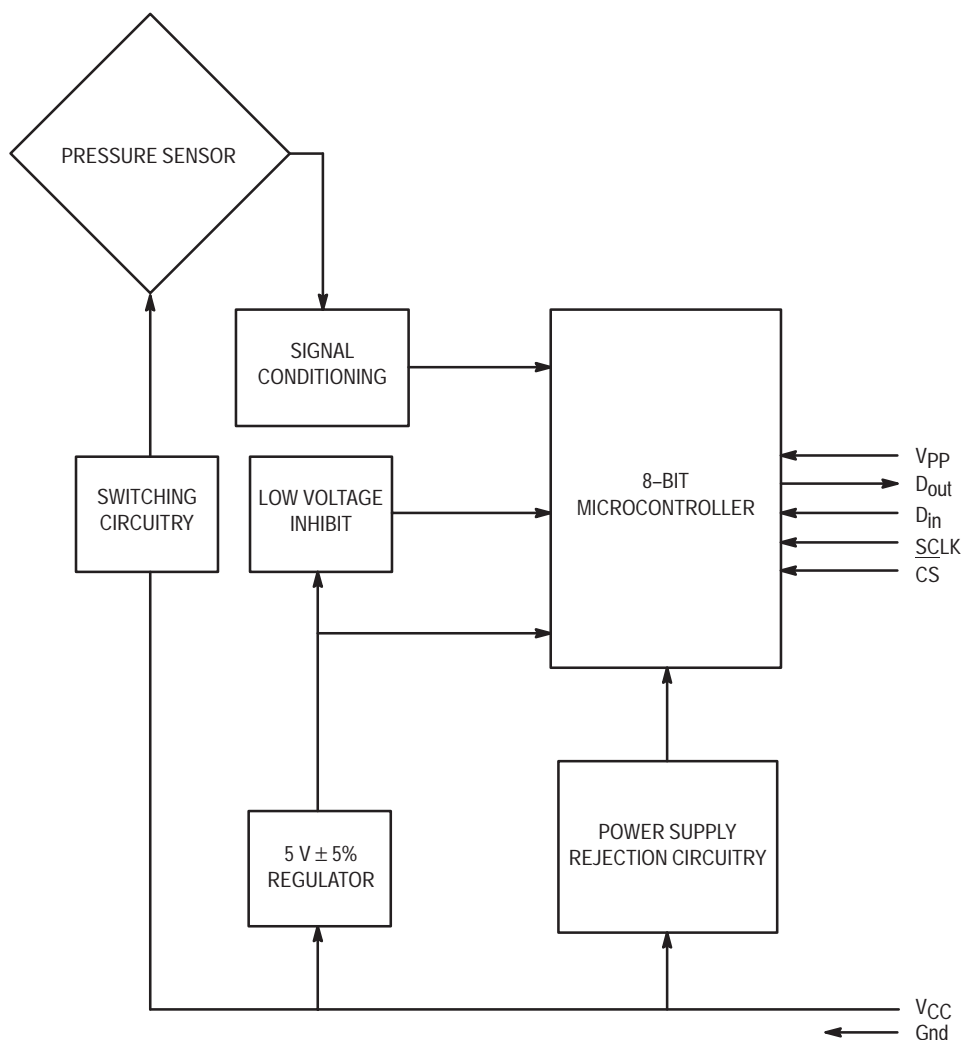 PRESSURE SENSOR
SIGNAL
CONDITIONING
SWITCHING
CIRCUITRY
LOW VOLTAGE
INHIBIT
8–BIT
MICROCONTROLLER
VPP
Dout
Din
SCLK
CS
5 V ± 5%
REGULATOR
POWER SUPPLY
REJECTION CIRCUITRY
VCC
Gnd